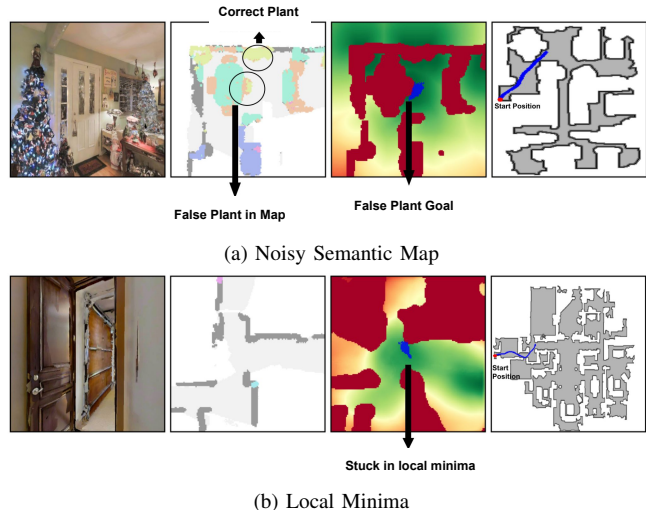 Correct Plant
Start Position
False Plant in Map
False Plant Goal
(a) Noisy Semantic Map
Start
Position
Stuck in local minima
(b) Local Minima